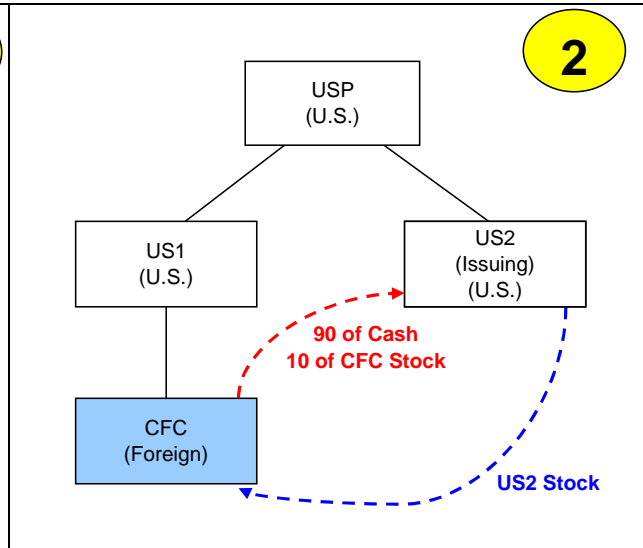 2
USP
(U.S.)
US1
(U.S.)
US2
(Issuing)
(U.S.)
90 of Cash
10 of CFC Stock
CFC
(Foreign)
US2 Stock